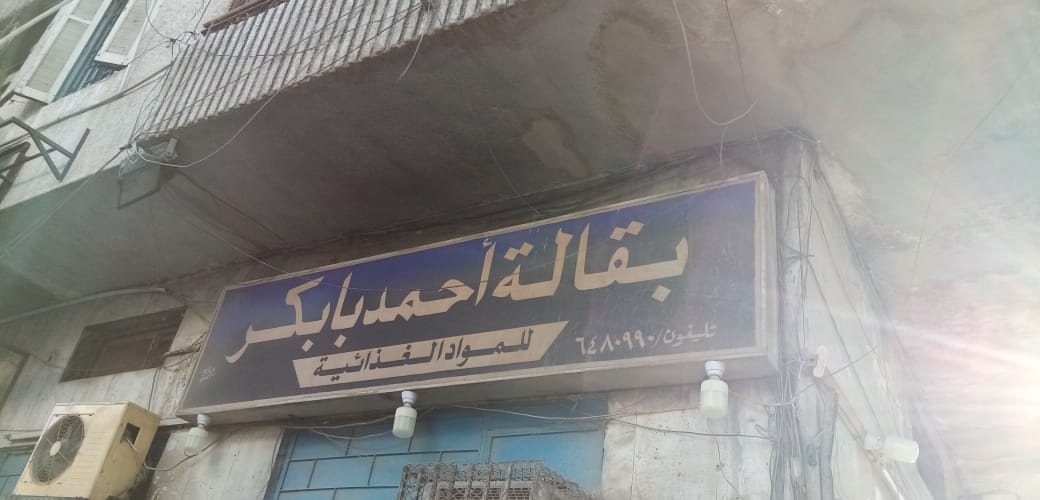 بقالة أحمد بابكر
للمواد الغذائية
تليفون/٦٤٨٠٩٩٠